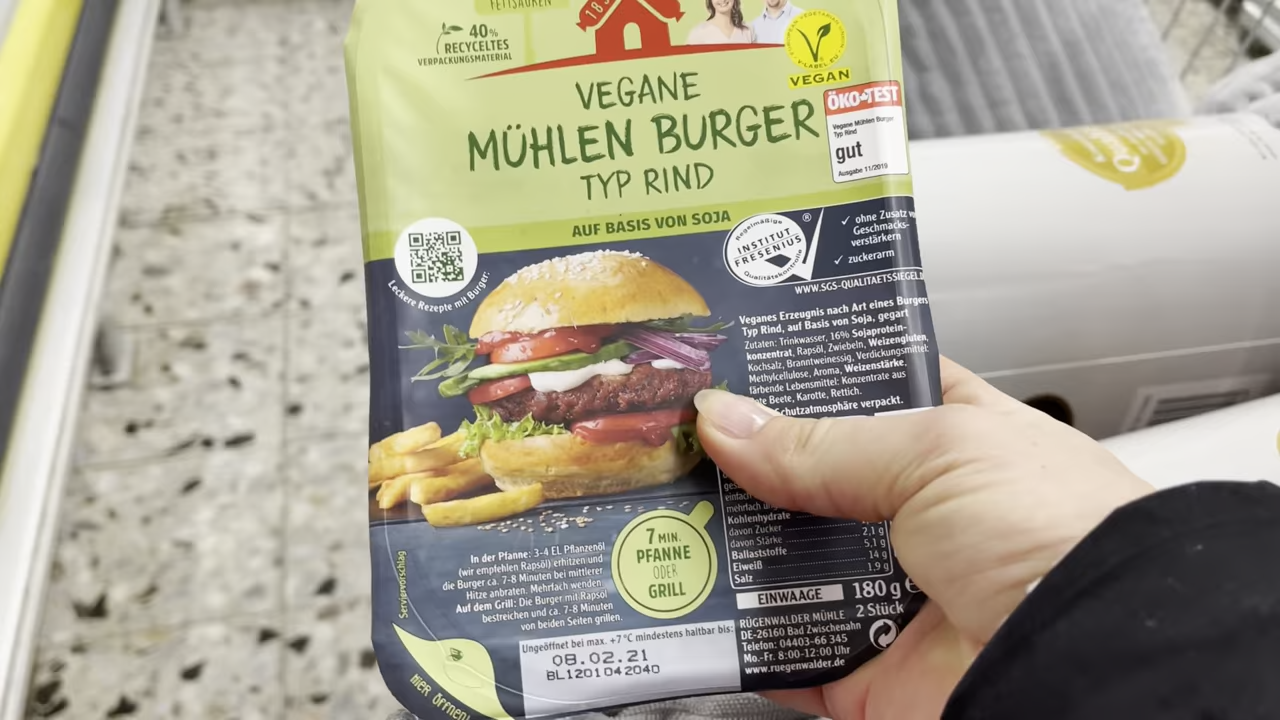 FETTSÄUREN
40%
RECYCELTES
VERPACKUNGSMATERIAL
VEGAN
VEGANE
MÜHLEN BURGER
TYP RIND
AUF BASIS VON SOJA
ÖKO-TEST
Vegane Mühlen Burger
Typ Rind
gut
Ausgabe 11/2019
Leckere Rezepte mit Burger:
Regelmäßige
INSTITUT
FRESENIUS
Qualitätskontrolle
®
✓ ohne Zusatz
Geschmacks-
verstärkern
✓ zuckerarm
WWW.SGS-QUALITAETSSIEGEL.D
Veganes Erzeugnis nach Art eines Burgers
Typ Rind, auf Basis von Soja, gegart
Zutaten: Trinkwasser, 16% Sojaprotein-
konzentrat, Rapsöl, Zwiebeln, Weizengluten,
Kochsalz, Branntweinessig, Verdickungsmittel:
Methylcellulose, Aroma, Weizenstärke,
färbende Lebensmittel: Konzentrate aus
Beete, Karotte, Rettich.
Schutzatmosphäre verpackt.
Kohlenhydrate
davon Zucker
davon Stärke 2,1 g
Ballaststoffe 5,1 g
Eiweiß 14 g
Salz 1,9 g
7 MIN.
PFANNE
ODER
GRILL
Serviervorschlag
In der Pfanne: 3-4 EL Pflanzenöl
(wir empfehlen Rapsöl) erhitzen und
die Burger ca. 7-8 Minuten bei mittlerer
Hitze anbraten. Mehrfach wenden.
Auf dem Grill: Die Burger mit Rapsöl
bestreichen und ca. 7-8 Minuten
von beiden Seiten grillen.
EINWAAGE 180 g
2 Stück
RÜGENWALDER MÜHLE
DE-26160 Bad Zwischenahn
Telefon: 04403-66 345
Mo.-Fr. 8:00-12:00 Uhr
www.ruegenwalder.de
Ungeöffnet bei max. +7 °C mindestens haltbar bis:
08.02.21
BL1201042040
hier öffnen!